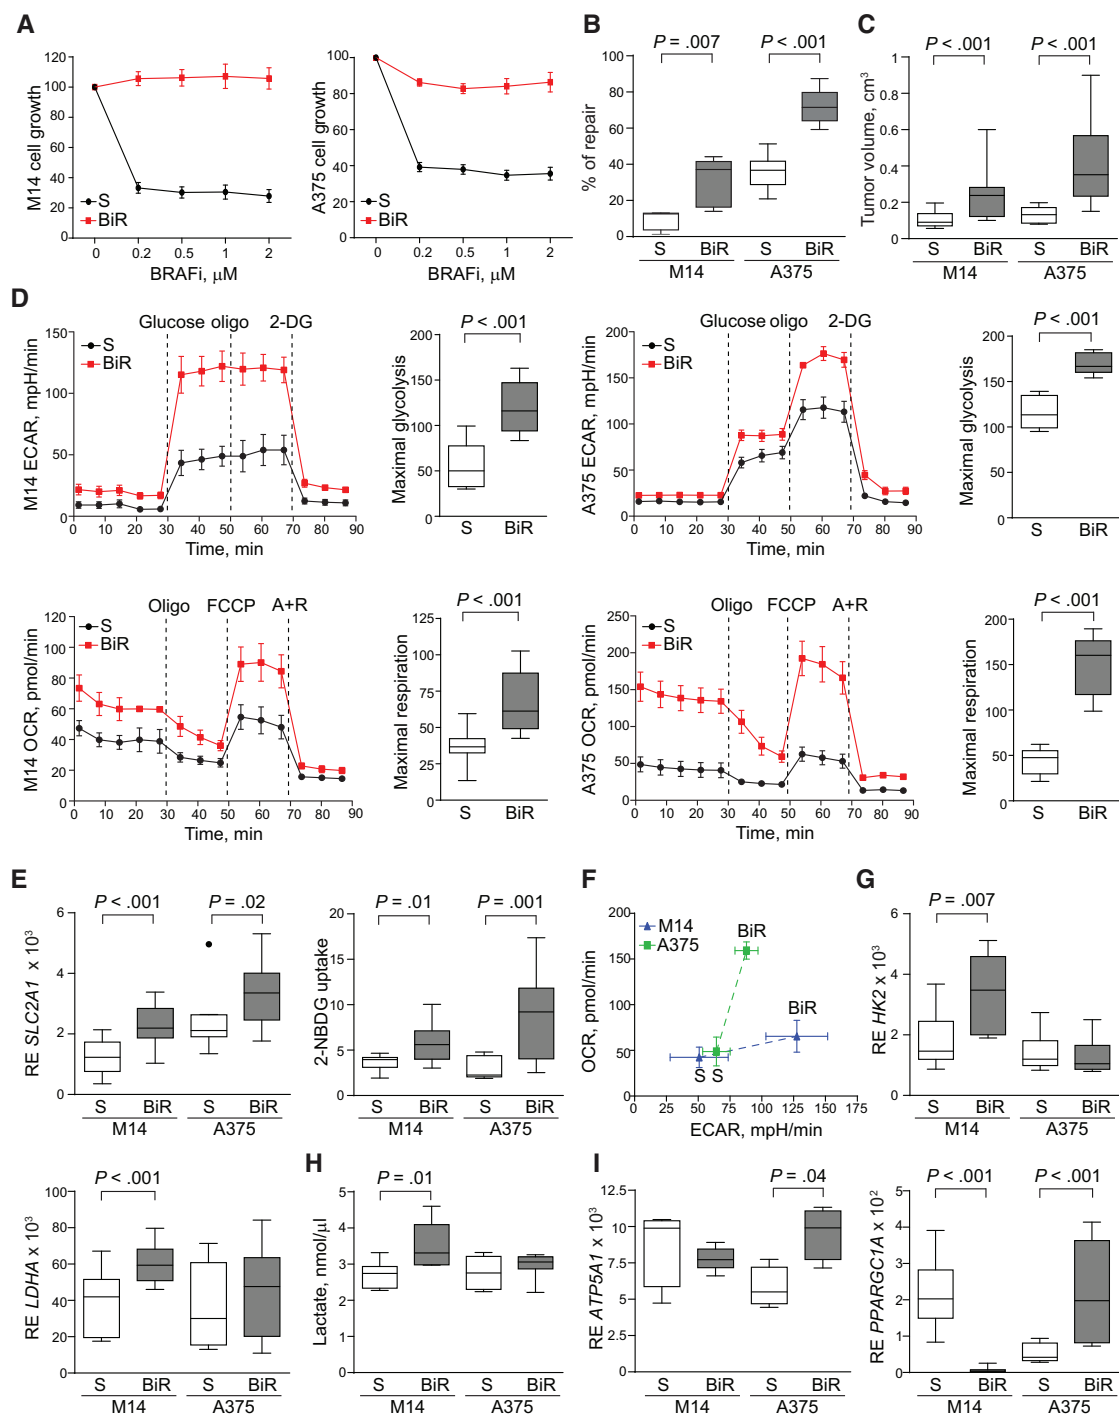 A
M14 cell growth
120
100
80
60
40
20
0
S
BiR
0 0.2 0.5 1 2
BRAFi, μM
A375 cell growth
100
80
60
40
20
0
S
BiR
0 0.2 0.5 1 2
BRAFi, μM
B
P = .007 P < .001
% of repair
100
80
60
40
20
0
S BiR S BiR
M14 A375
C
P < .001 P < .001
Tumor volume, cm3
1.0
0.8
0.6
0.4
0.2
0
S BiR S BiR
M14 A375
D
Glucose oligo 2-DG
M14 ECAR, mpH/min
150
100
50
0
S
BiR
0 10 20 30 40 50 60 70 80 90
Time, min
P < .001
Maximal glycolysis
200
150
100
50
0
S BiR
Glucose oligo 2-DG
A375 ECAR, mpH/min
200
150
100
50
0
S
BiR
0 10 20 30 40 50 60 70 80 90
Time, min
P < .001
Maximal glycolysis
200
150
100
50
0
S BiR
Oligo FCCP A+R
M14 OCR, pmol/min
120
100
80
60
40
20
0
S
BiR
0 10 20 30 40 50 60 70 80 90
Time, min
P < .001
Maximal respiration
125
100
75
50
25
0
S BiR
Oligo FCCP A+R
A375 OCR, pmol/min
250
200
150
100
50
0
S
BiR
0 10 20 30 40 50 60 70 80 90
Time, min
P < .001
Maximal respiration
200
150
100
50
0
S BiR
E
P < .001 P = .02
RE SLC2A1 x 103
6
4
2
0
S BiR S BiR
M14 A375
P = .01 P = .001
2-NBDG uptake
20
15
10
5
0
S BiR S BiR
M14 A375
F
OCR, pmol/min
200
150
100
50
0
M14
A375
BiR
BiR
S S
0 25 50 75 100 125 150 175
ECAR, mpH/min
G
P = .007
RE HK2 x 103
6
4
2
0
S BiR S BiR
M14 A375
P < .001
RE LDHA x 103
100
80
60
40
20
0
S BiR S BiR
M14 A375
H
P = .01
Lactate, nmol/μl
5
4
3
2
1
0
S BiR S BiR
M14 A375
I
P = .04
RE ATP5A1 x 103
12.5
10
7.5
5
2.5
0
S BiR S BiR
M14 A375
P < .001 P < .001
RE PPARGC1A x 102
5
4
3
2
1
0
S BiR S BiR
M14 A375